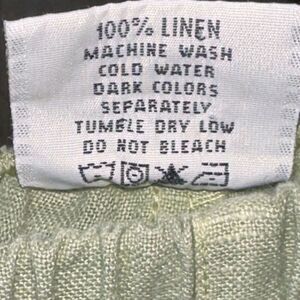 100% LINEN
MACHINE WASH
COLD WATER
DARK COLORS
SEPARATELY
TUMBLE DRY LOW
DO NOT BLEACH